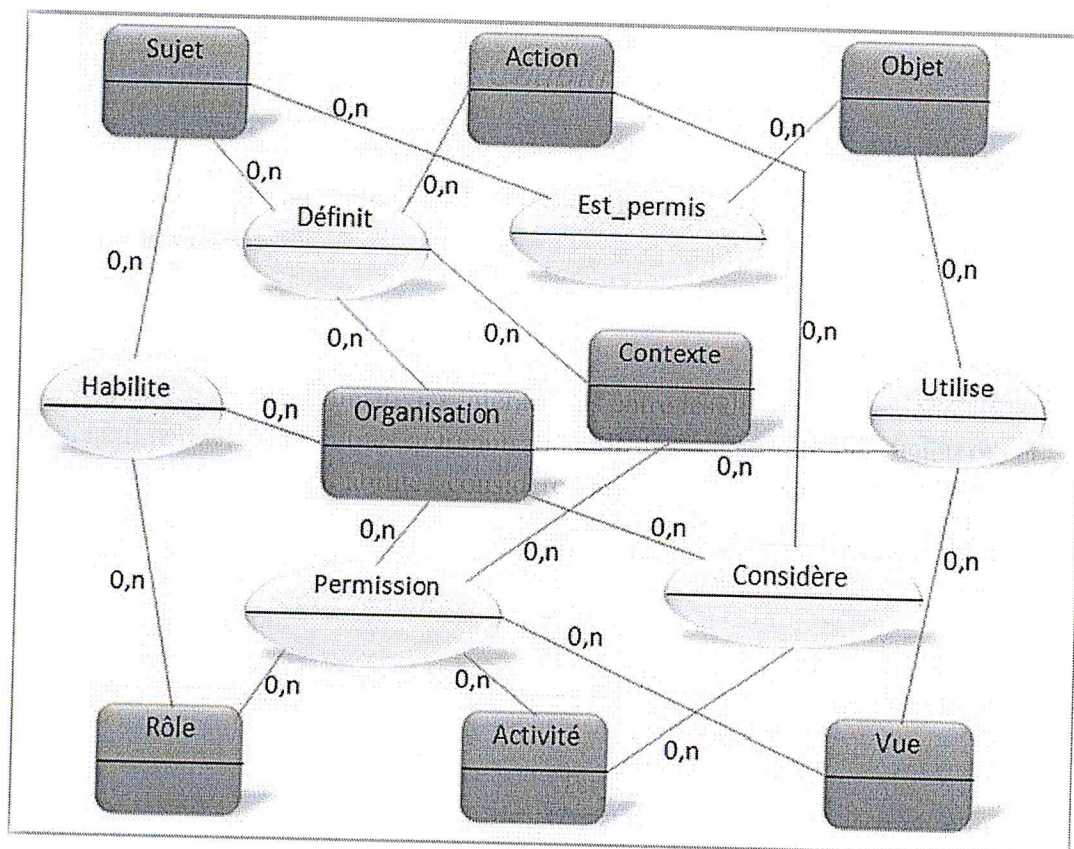 Sujet
Action
Objet
0,n
0,n
0,n
0,n
Définit
Est_permis
0,n
0,n
0,n
0,n
0,n
Contexte
Habilite
Utilise
0,n
Organisation
0,n
0,n
0,n
0,n
0,n
0,n
Permission
Considère
0,n
0,n
0,n
Rôle
Activité
Vue
0,n